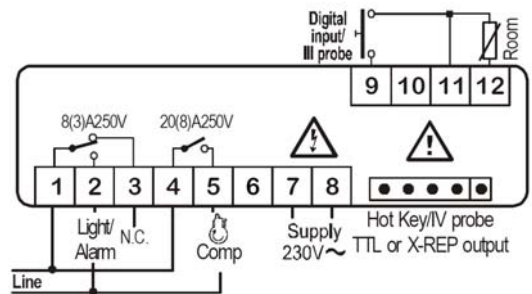 Digital
input/
III probe
Room
9 10 11 12
8(3)A250V 20(8)A250V
1 2 3 4 5 6 7 8
Light/
Alarm
N.C.
Comp
Supply
230V~
Hot Key/IV probe
TTL or X-REP output
Line